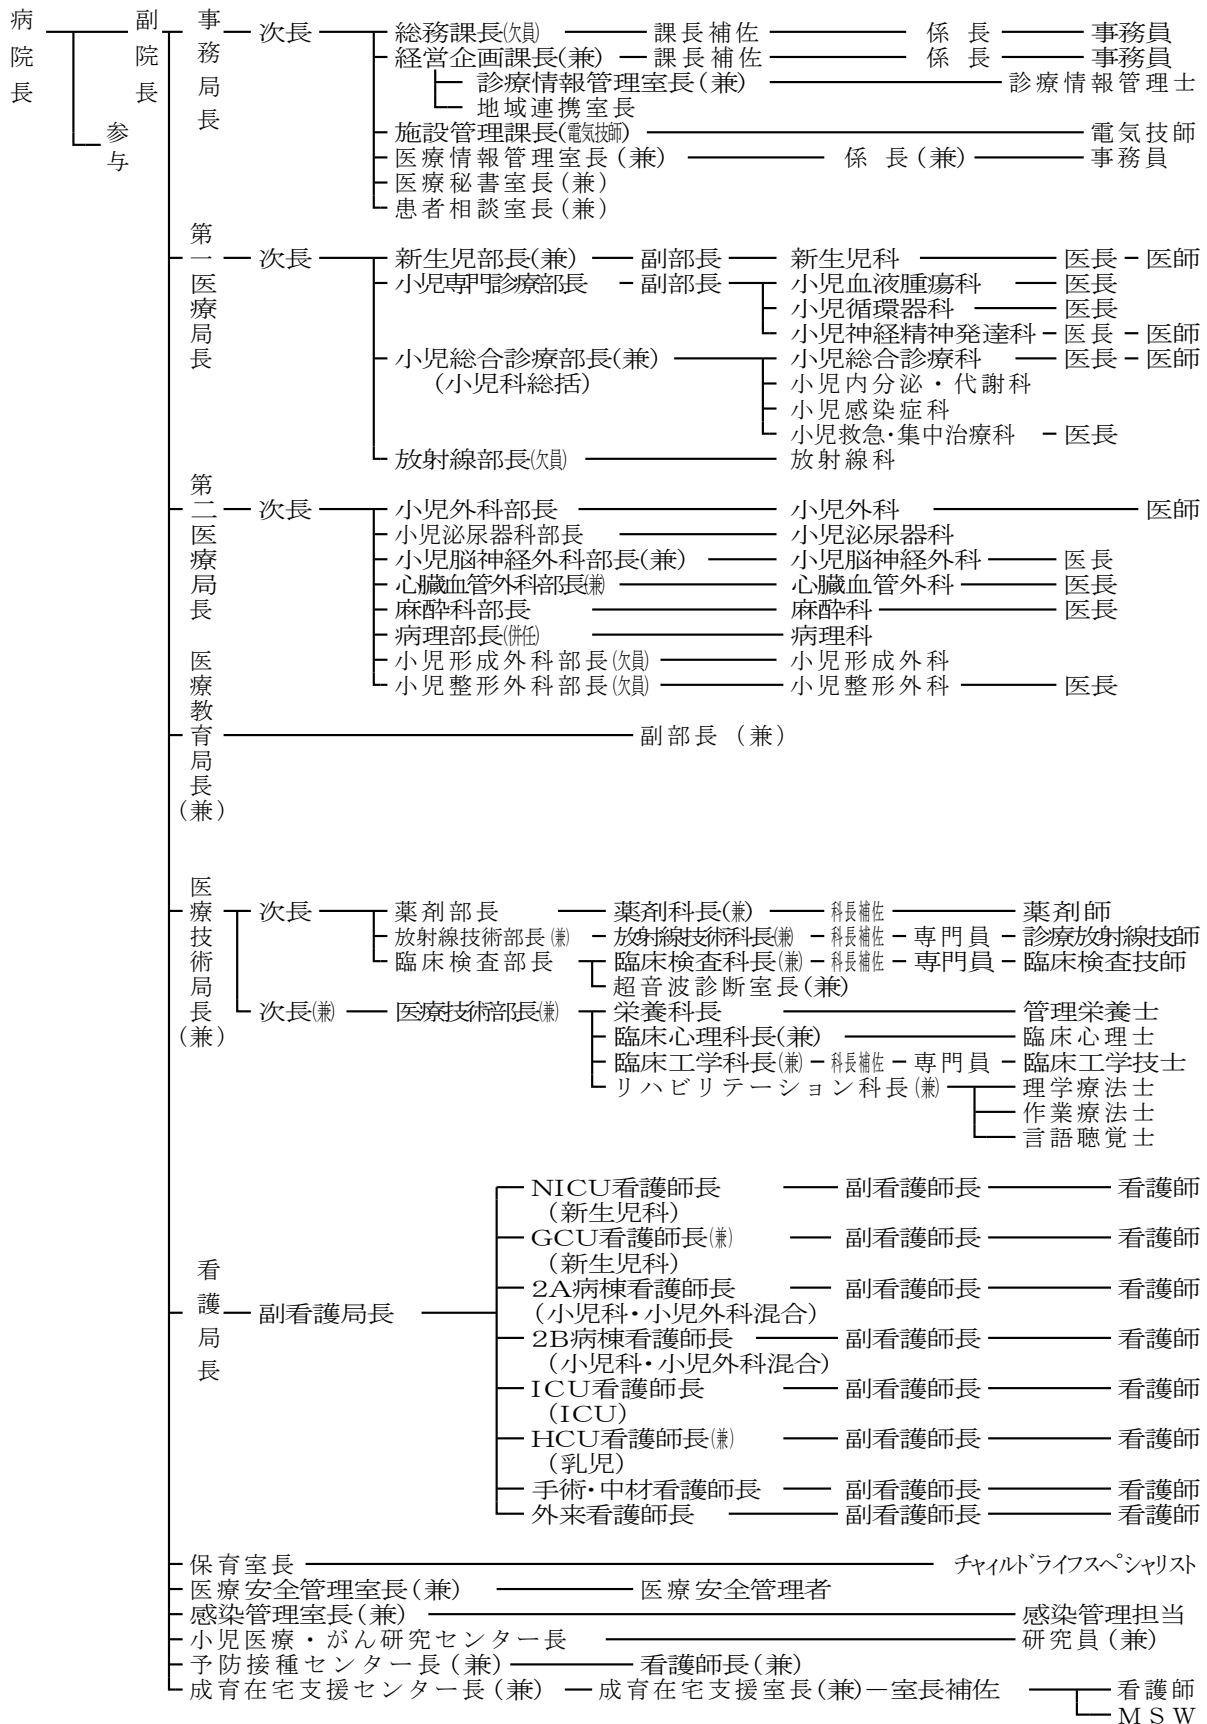 病院長 副院長 事務局長 次長 総務課長(欠員) 課長補佐 係長 事務員
経営企画課長(兼) 課長補佐 係長 事務員
診療情報管理室長(兼) 診療情報管理士
地域連携室長
参与
施設管理課長(電気技師) 電気技師
医療情報管理室長(兼) 係長(兼) 事務員
医療秘書室長(兼)
患者相談室長(兼)
第一医療局長 次長 新生児部長(兼) 副部長 新生児科 医長 医師
小児専門診療部長 副部長 小児血液腫瘍科 医長
小児循環器科 医長
小児神経精神発達科 医長 医師
小児総合診療部長(兼) 小児総合診療科 医長 医師
(小児科総括) 小児内分泌・代謝科
小児感染症科
小児救急・集中治療科 医長
放射線部長(欠員) 放射線科
第二医療局長 次長 小児外科部長 小児外科 医師
小児泌尿器科部長 小児泌尿器科
小児脳神経外科部長(兼) 小児脳神経外科 医長
心臓血管外科部長(兼) 心臓血管外科 医長
麻酔科部長 麻酔科 医長
病理部長(併任) 病理科
小児形成外科部長(欠員) 小児形成外科
小児整形外科部長(欠員) 小児整形外科 医長
医療教育局長(兼) 副部長(兼)
医療技術局長(兼) 次長 薬剤部長 薬剤科長(兼) 科長補佐 薬剤師
放射線技術部長(兼) 放射線技術科長(兼) 科長補佐 専門員 診療放射線技師
臨床検査部長 臨床検査科長(兼) 科長補佐 専門員 臨床検査技師
超音波診断室長(兼)
次長(兼) 医療技術部長(兼) 栄養科長 管理栄養士
臨床心理科長(兼) 臨床心理士
臨床工学科長(兼) 科長補佐 専門員 臨床工学技士
リハビリテーション科長(兼) 理学療法士
作業療法士
言語聴覚士
看護局長 副看護局長 NICU看護師長 副看護師長 看護師
(新生児科)
GCU看護師長(兼) 副看護師長 看護師
(新生児科)
2A病棟看護師長 副看護師長 看護師
(小児科・小児外科混合)
2B病棟看護師長 副看護師長 看護師
(小児科・小児外科混合)
ICU看護師長 副看護師長 看護師
(ICU)
HCU看護師長(兼) 副看護師長 看護師
(乳児)
手術・中材看護師長 副看護師長 看護師
外来看護師長 副看護師長 看護師
保育室長 チャイルドライフスペシャリスト
医療安全管理室長(兼) 医療安全管理者
感染管理室長(兼) 感染管理担当
小児医療・がん研究センター長 研究員(兼)
予防接種センター長(兼) 看護師長(兼)
成育在宅支援センター長(兼) 成育在宅支援室長(兼)ー室長補佐 看護師
MSW